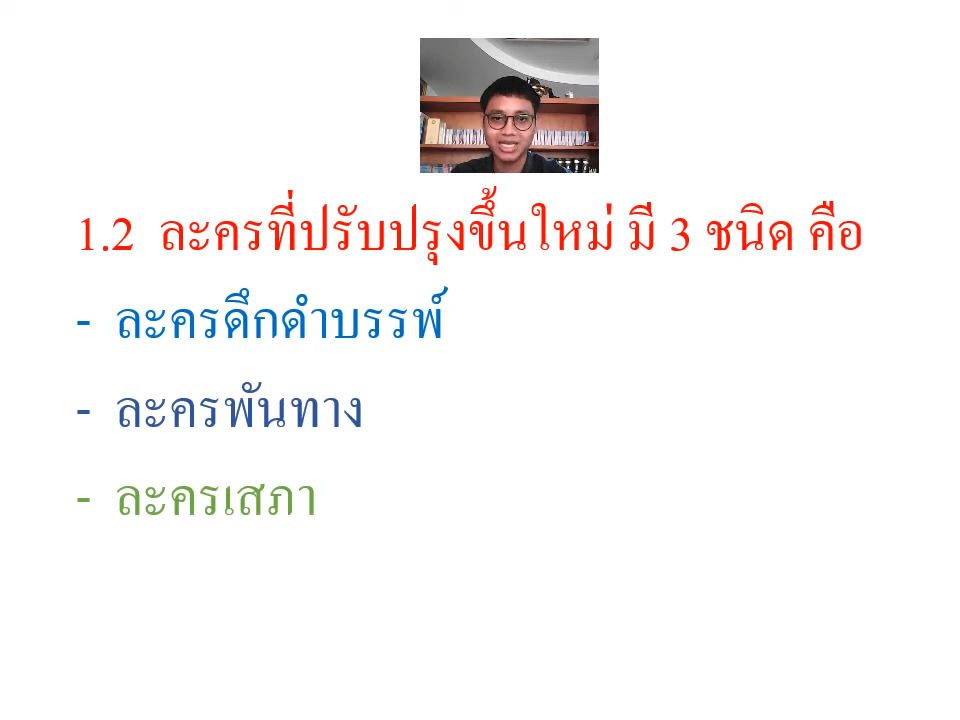 1.2 ละครที่ปรับปรุงขึ้นใหม่ มี 3 ชนิด คือ
- ละครดึกดำบรรพ์
- ละครพันทาง
- ละครเสภา